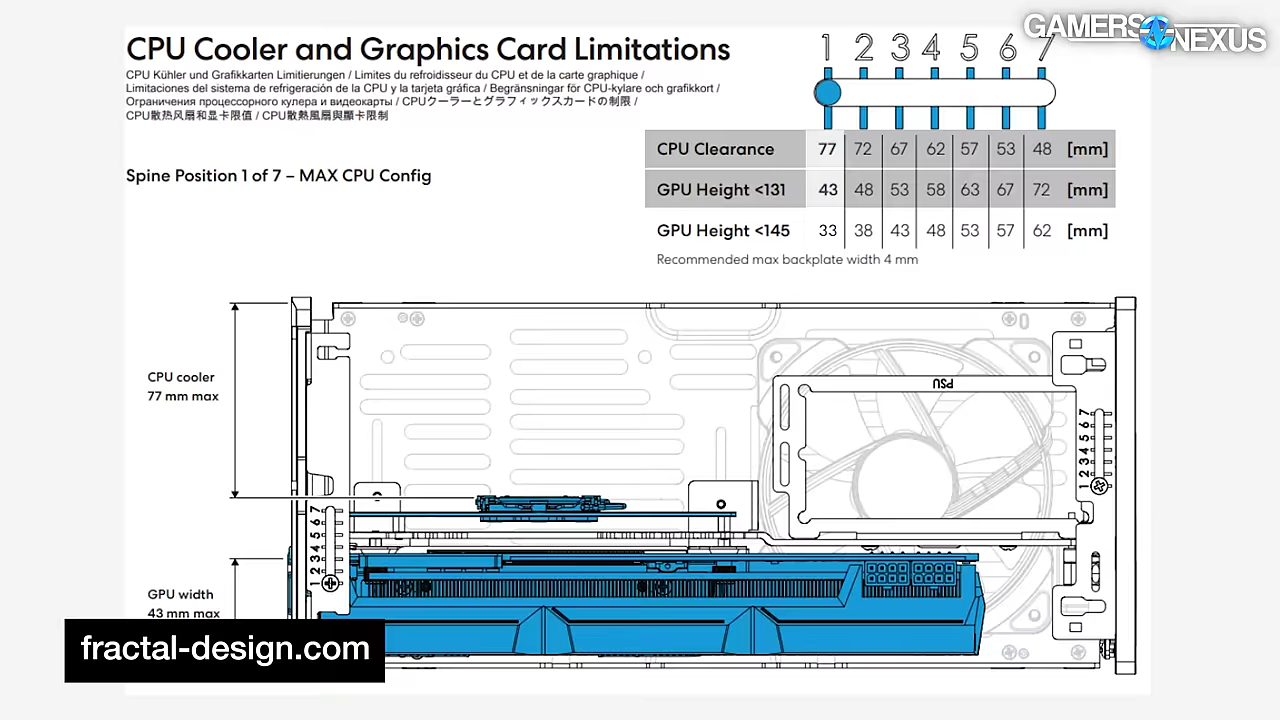 GAMERS NEXUS
CPU Cooler and Graphics Card Limitations
CPU Kühler und Grafikkarten Limitierungen / Limites du refroidisseur du CPU et de la carte graphique /
Limitaciones del sistema de refrigeración de la CPU y la tarjeta gráfica / Begränsningar för CPU-kylare och grafikkort /
Ограничения процессорного кулера и видеокарты / CPUクーラーとグラフィックスカードの制限 /
CPU散热风扇和显卡限值 / CPU散熱風扇與顯卡限制
Spine Position 1 of 7 – MAX CPU Config
1 2 3 4 5 6 7
CPU Clearance 77 72 67 62 57 53 48 [mm]
GPU Height <131 43 48 53 58 63 67 72 [mm]
GPU Height <145 33 38 43 48 53 57 62 [mm]
Recommended max backplate width 4 mm
CPU cooler
77 mm max
PSU
1 2 3 4 5 6 7
1 2 3 4 5 6 7
GPU width
43 mm max
fractal-design.com